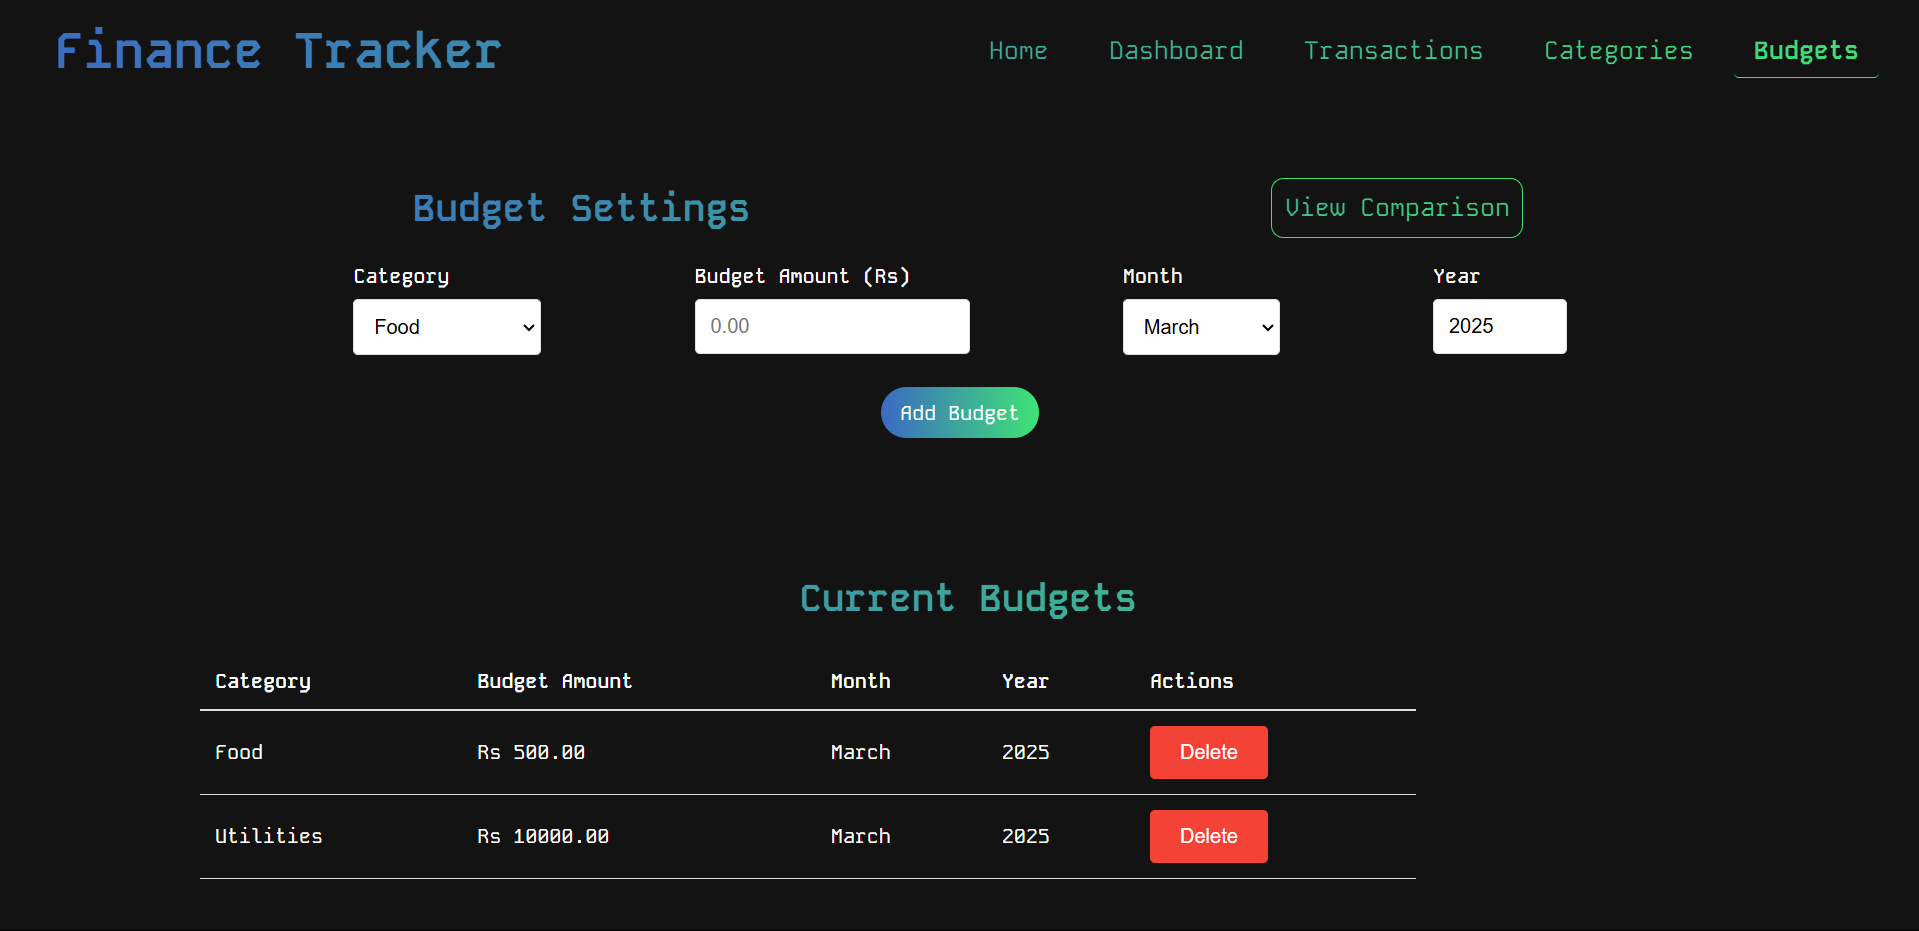 Finance Tracker Home Dashboard Transactions Categories Budgets
Budget Settings View Comparison
Category Budget Amount (Rs) Month Year
Food 0.00 March 2025
Add Budget
Current Budgets
Category Budget Amount Month Year Actions
Food Rs 500.00 March 2025 Delete
Utilities Rs 10000.00 March 2025 Delete